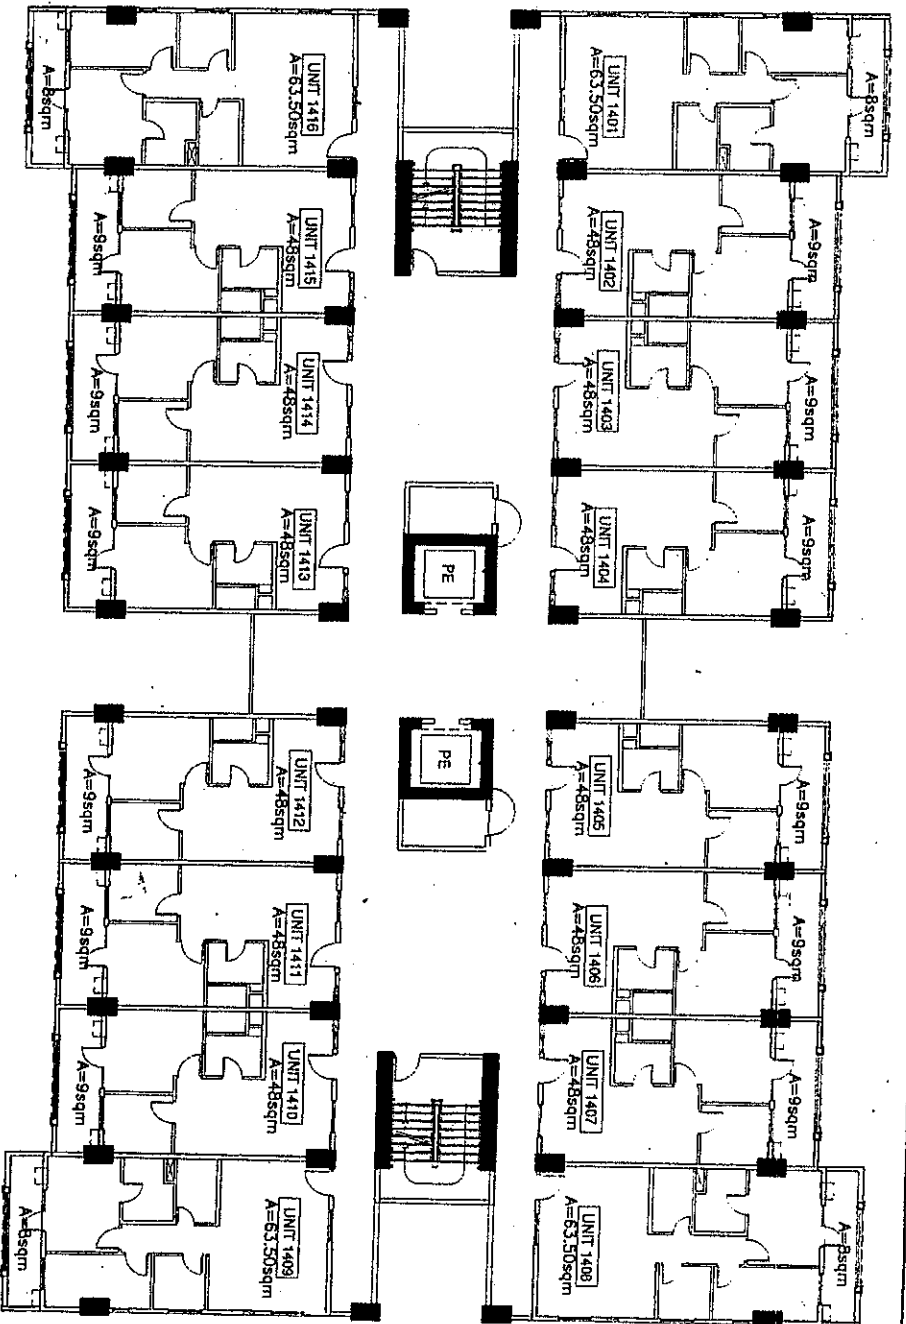 UNIT 1401
A=63.50sqm
A=8sqm
UNIT 1402
A=48sqm
A=9sqm
UNIT 1403
A=48sqm
A=9sqm
UNIT 1404
A=48sqm
A=9sqm
UNIT 1405
A=48sqm
A=9sqm
UNIT 1406
A=48sqm
A=9sqm
UNIT 1407
A=48sqm
A=9sqm
UNIT 1408
A=63.50sqm
A=8sqm
UNIT 1409
A=63.50sqm
A=8sqm
UNIT 1410
A=48sqm
A=9sqm
UNIT 1411
A=48sqm
A=9sqm
UNIT 1412
A=48sqm
A=9sqm
UNIT 1413
A=48sqm
A=9sqm
UNIT 1414
A=48sqm
A=9sqm
UNIT 1415
A=48sqm
A=9sqm
UNIT 1416
A=63.50sqm
A=8sqm
PE
PE